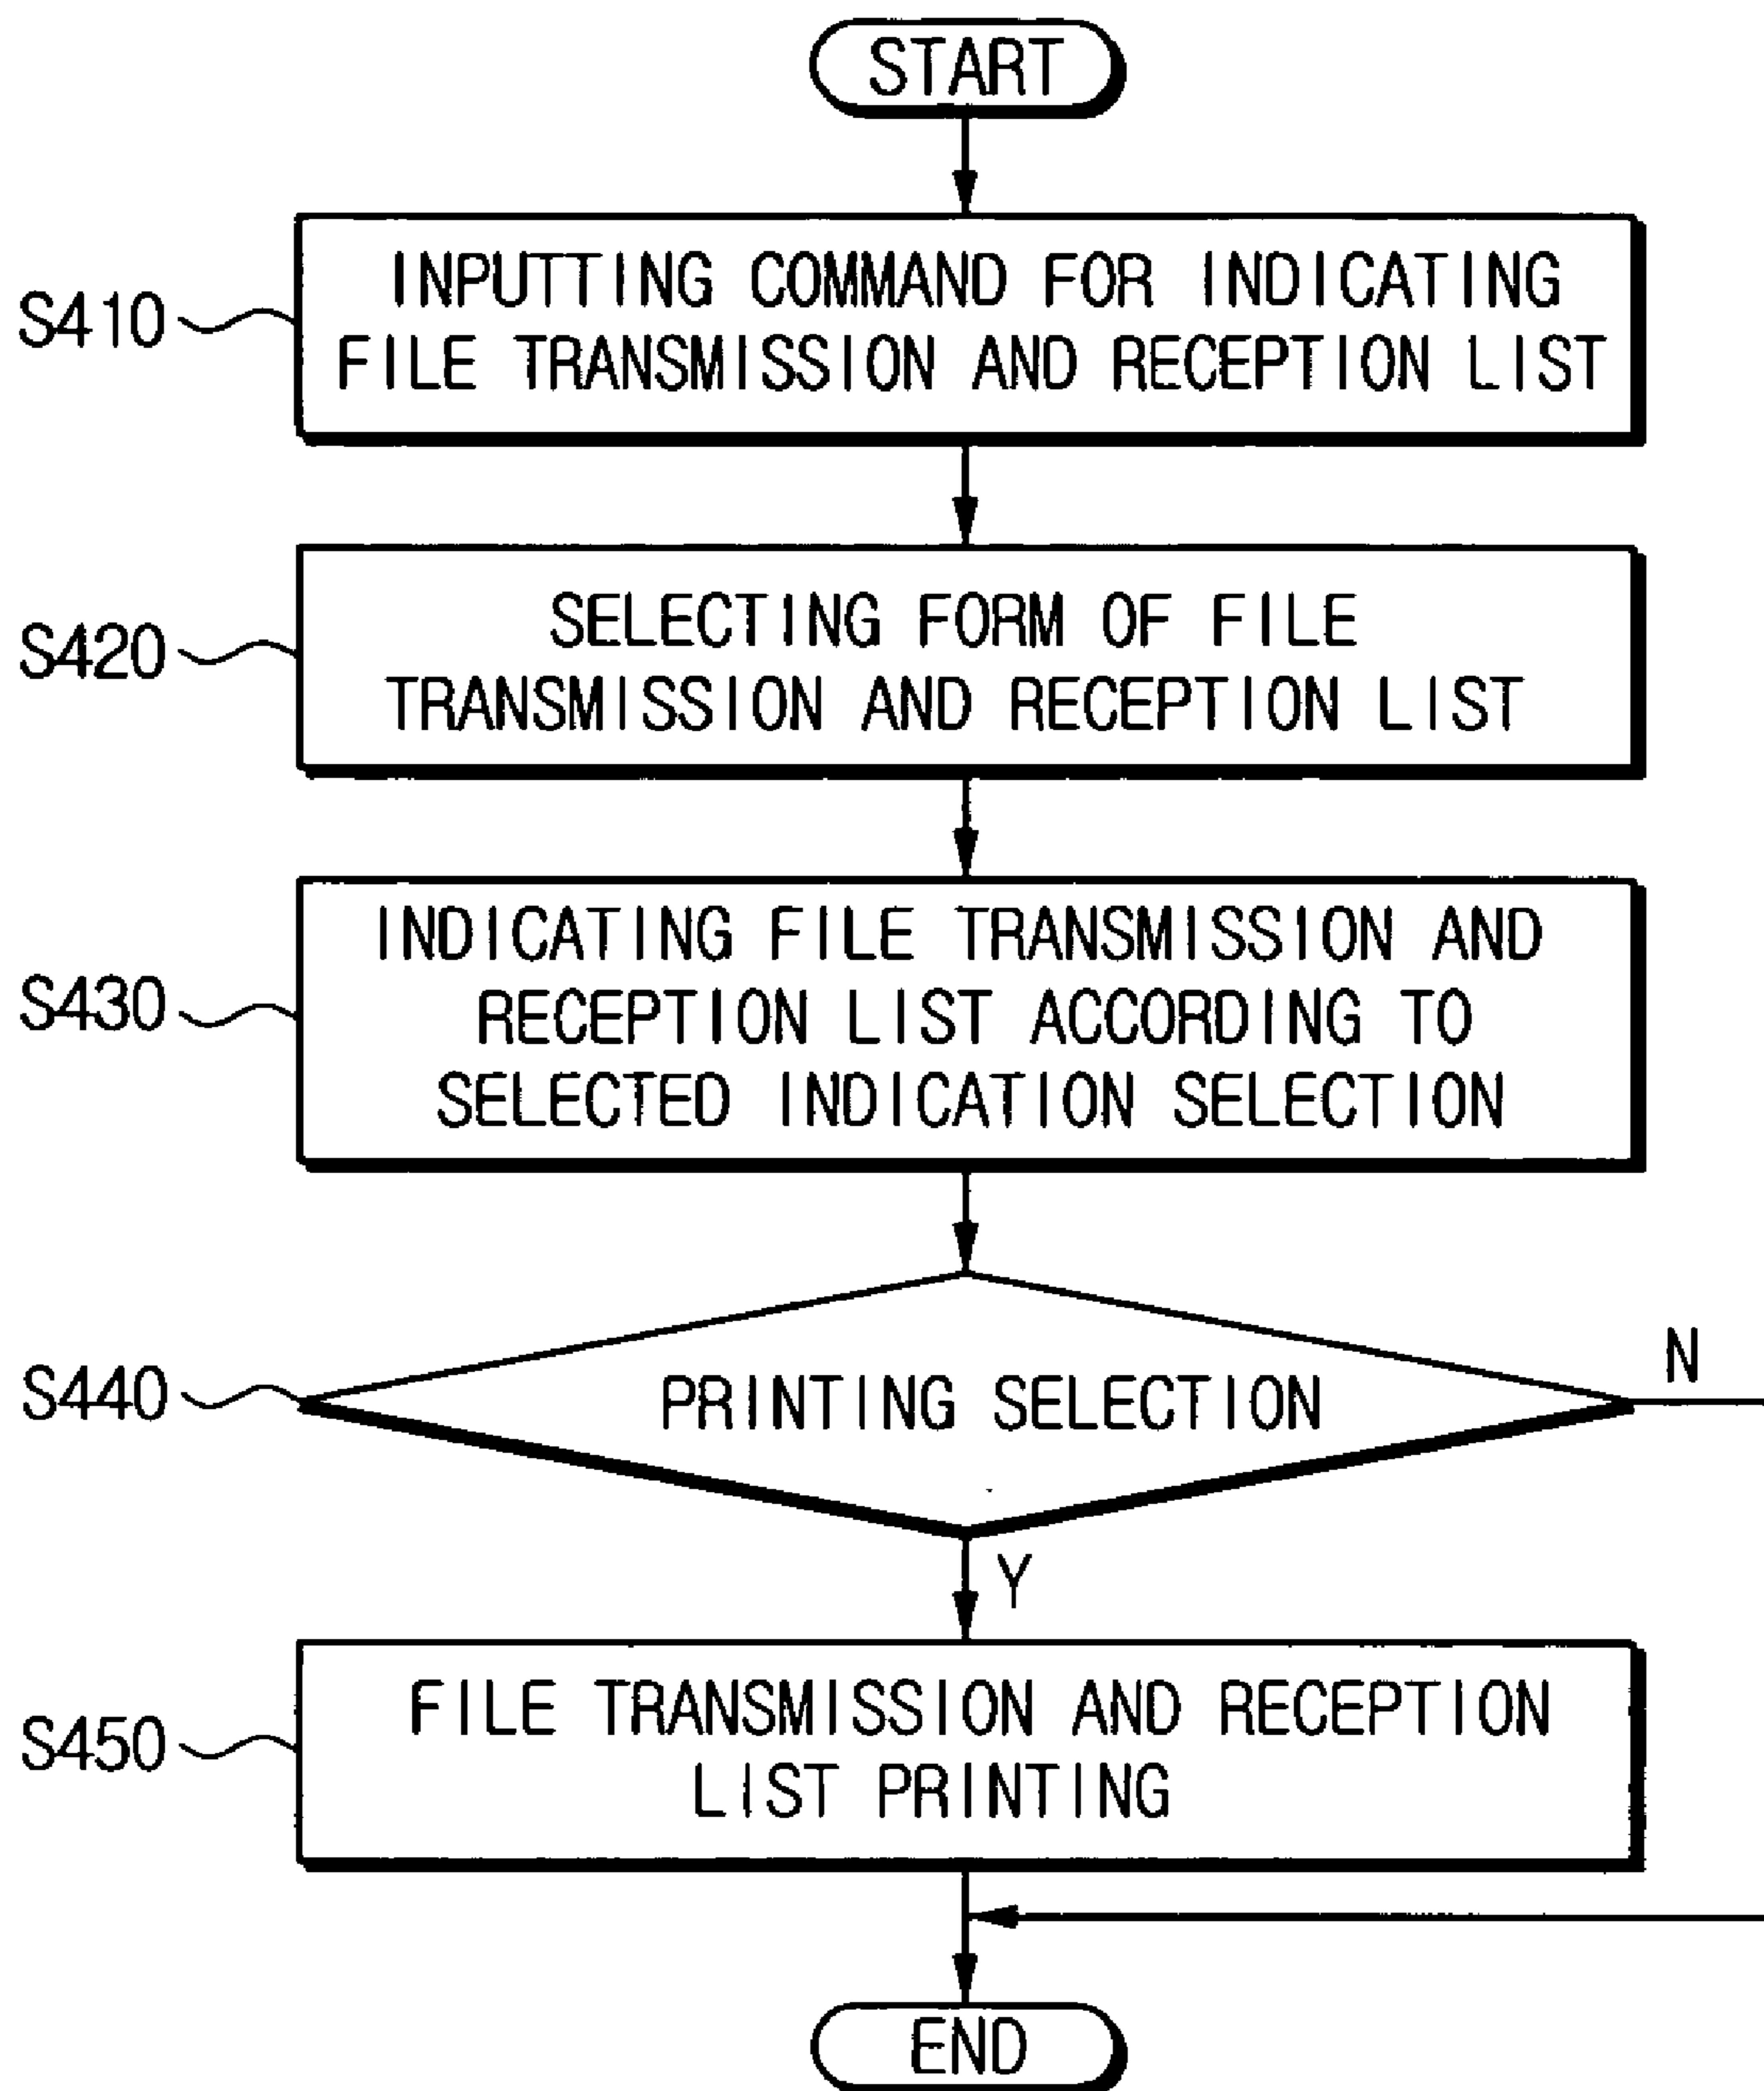 START
S410
INPUTTING COMMAND FOR INDICATING
FILE TRANSMISSION AND RECEPTION LIST
S420
SELECTING FORM OF FILE
TRANSMISSION AND RECEPTION LIST
S430
INDICATING FILE TRANSMISSION AND
RECEPTION LIST ACCORDING TO
SELECTED INDICATION SELECTION
S440
PRINTING SELECTION
N
Y
S450
FILE TRANSMISSION AND RECEPTION
LIST PRINTING
END